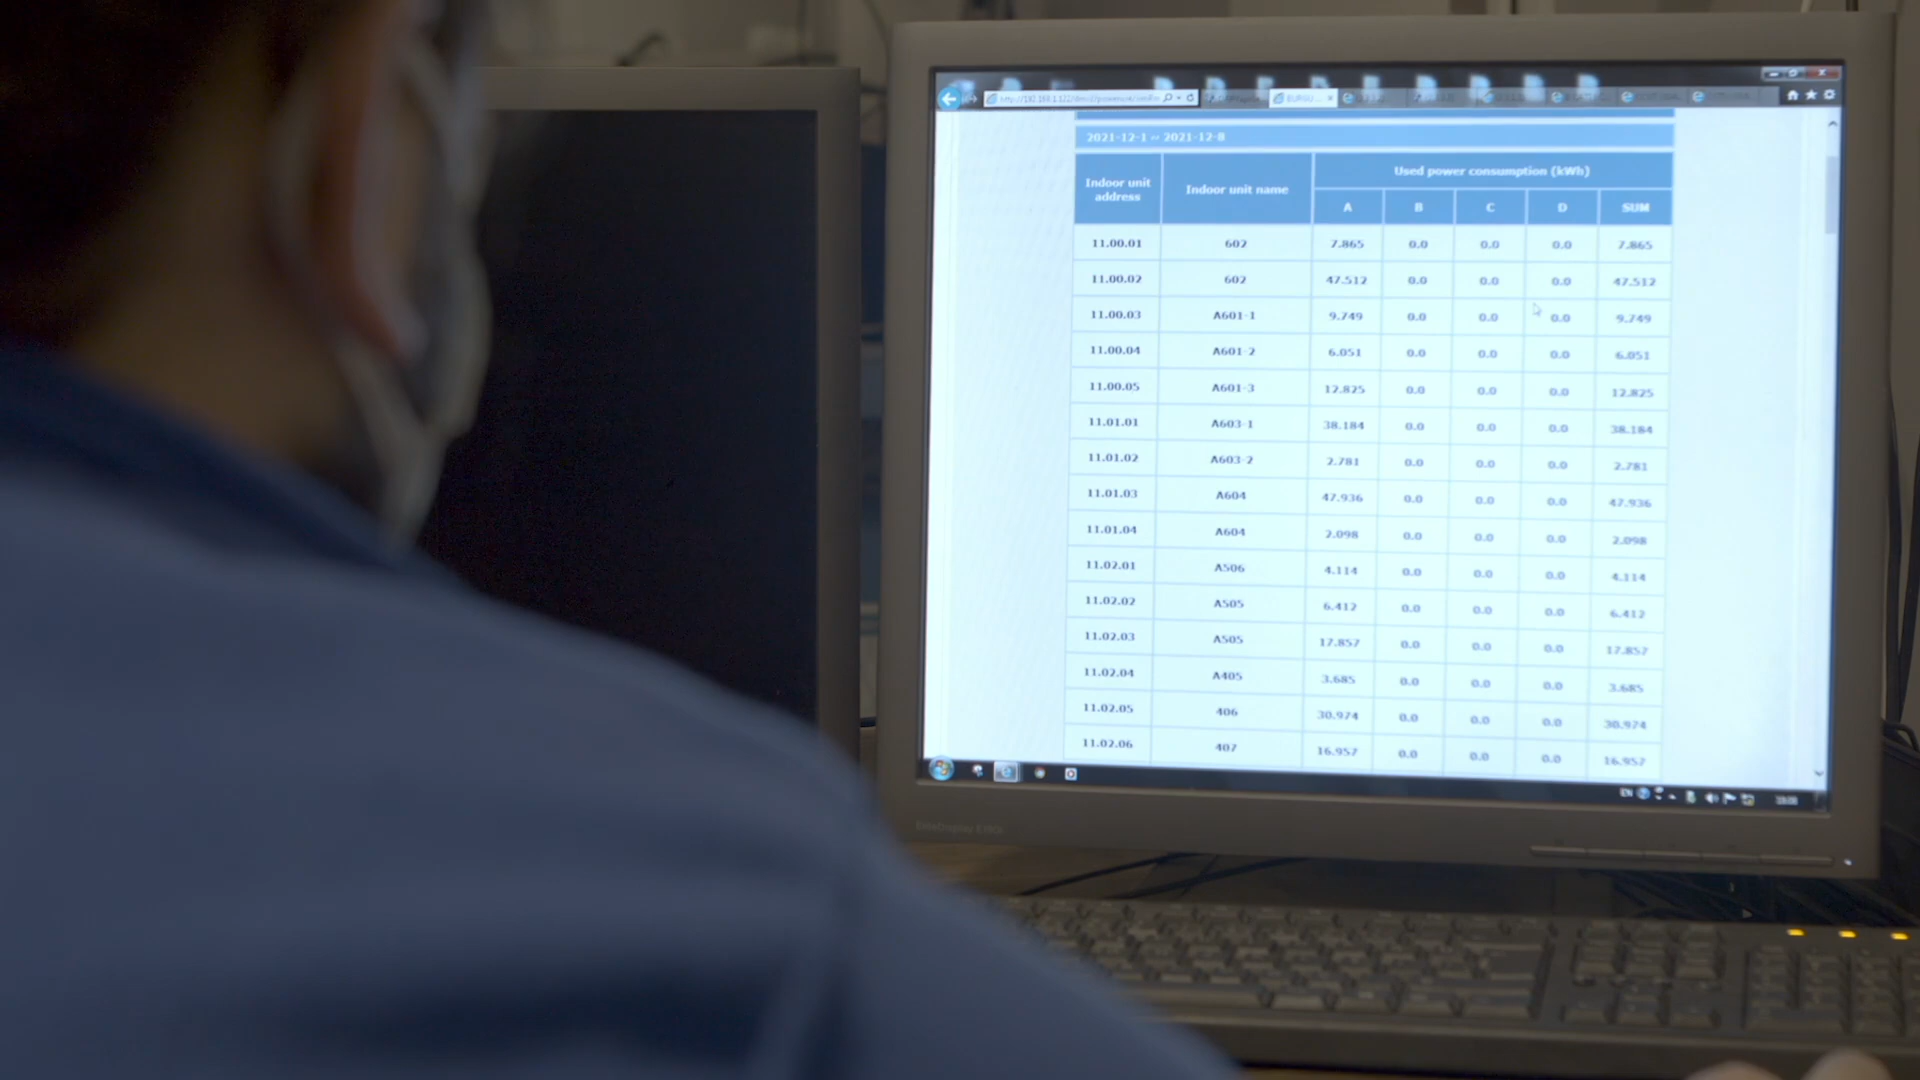 2021-12-1 ~ 2021-12-8
Indoor unit address Indoor unit name Used power consumption (kWh)
A B C D SUM
11.00.01 602 7.865 0.0 0.0 0.0 7.865
11.00.02 602 47.512 0.0 0.0 0.0 47.512
11.00.03 A601-1 9.749 0.0 0.0 0.0 9.749
11.00.04 A601-2 6.051 0.0 0.0 0.0 6.051
11.00.05 A601-3 12.825 0.0 0.0 0.0 12.825
11.01.01 A603-1 38.184 0.0 0.0 0.0 38.184
11.01.02 A603-2 2.781 0.0 0.0 0.0 2.781
11.01.03 A604 47.936 0.0 0.0 0.0 47.936
11.01.04 A604 2.098 0.0 0.0 0.0 2.098
11.02.01 A506 4.114 0.0 0.0 0.0 4.114
11.02.02 A505 6.412 0.0 0.0 0.0 6.412
11.02.03 A505 17.857 0.0 0.0 0.0 17.857
11.02.04 A405 3.685 0.0 0.0 0.0 3.685
11.02.05 406 30.974 0.0 0.0 0.0 30.974
11.02.06 407 16.957 0.0 0.0 0.0 16.957
EN